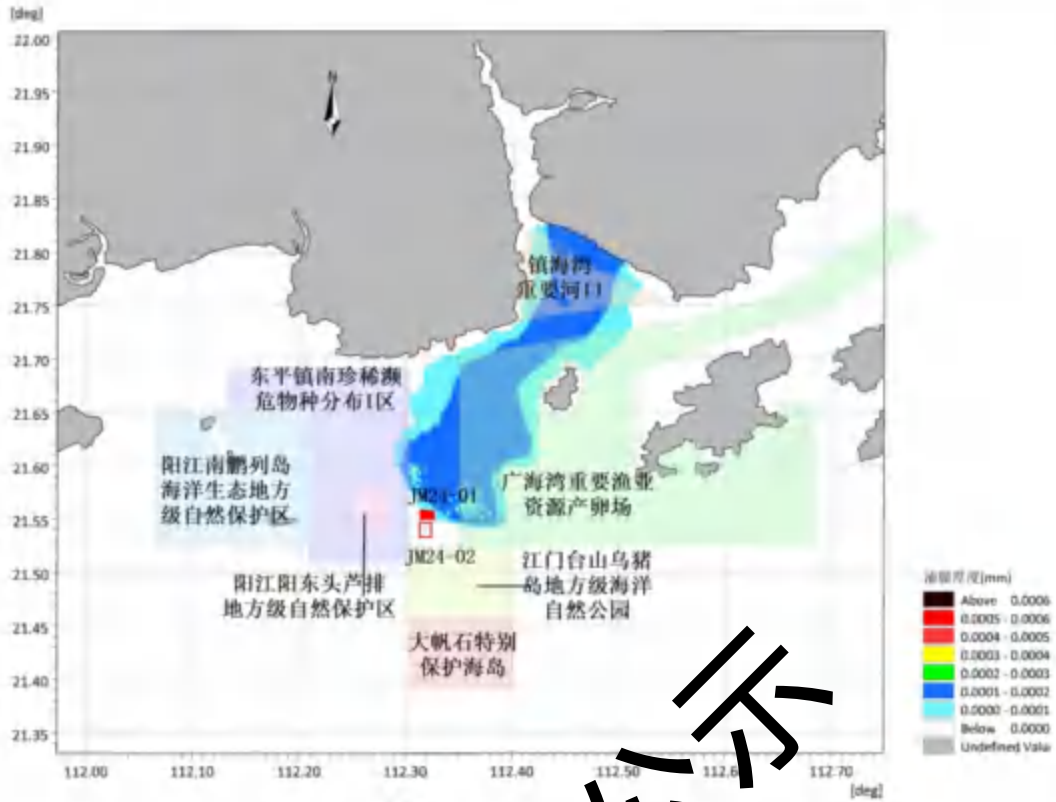 [deg]
22.00
21.95
21.90
21.85
21.80
21.75
21.70
21.65
21.60
21.55
21.50
21.45
21.40
21.35
N
镇海湾
重要河口
东平镇南珍稀濒
危物种分布I区
阳江南鹏列岛
海洋生态地方
级自然保护区
JM24-01
广海湾重要渔业
资源产卵场
JM24-02
阳江阳东头芦排
地方级自然保护区
江门台山乌猪
岛地方级海洋
自然公园
大帆石特别
保护海岛
油膜厚度[mm]
Above 0.0006
0.0005 - 0.0006
0.0004 - 0.0005
0.0003 - 0.0004
0.0002 - 0.0003
0.0001 - 0.0002
0.0000 - 0.0001
Below 0.0000
Undefined Valu
112.00
112.10
112.20
112.30
112.40
112.50
112.70
[deg]
示